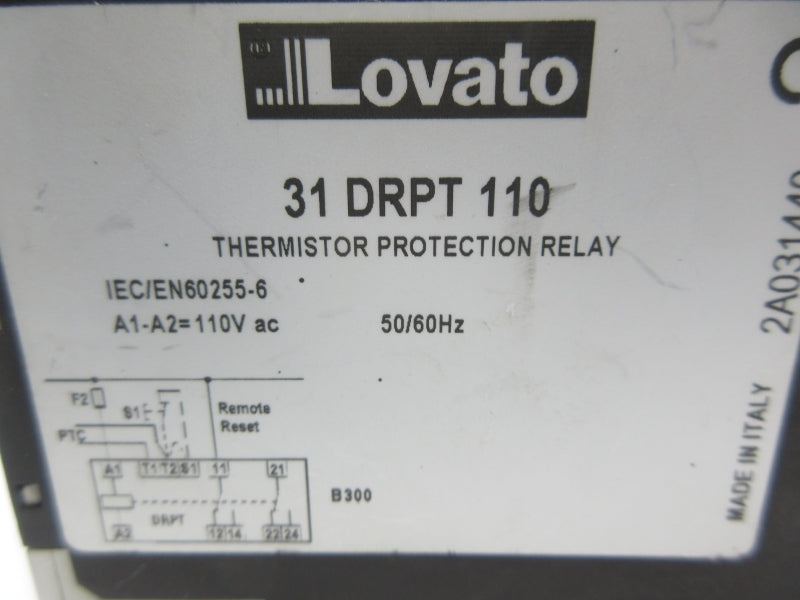 Lovato
31 DRPT 110
THERMISTOR PROTECTION RELAY
IEC/EN60255-6
A1-A2=110V ac 50/60Hz
F2
S1
Remote
Reset
PTC
A1 T1 T2 S1 11 21
B300
DRPT
A2 12 14 22 24
MADE IN ITALY